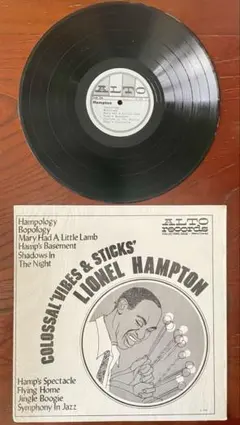 ALTO
Hampton
Hampology
Bopology
Mary Had A Little Lamb
Hamp's Basement
Shadows In
The Night
ALTO
records
COLOSSAL 'VIBES & STICKS'
LIONEL HAMPTON
Hamp's Spectacle
Flying Home
Jingle Boogie
Symphony In Jazz